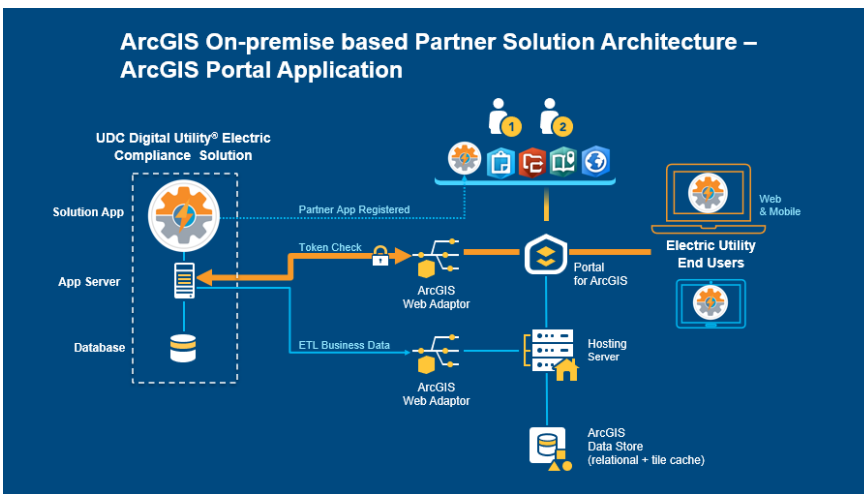 ArcGIS On-premise based Partner Solution Architecture –
ArcGIS Portal Application
UDC Digital Utility® Electric
Compliance Solution
1
2
Solution App
Partner App Registered
Web
& Mobile
Token Check
Electric Utility
End Users
App Server
Portal
for ArcGIS
ArcGIS
Web Adaptor
Database
ETL Business Data
Hosting
Server
ArcGIS
Web Adaptor
ArcGIS
Data Store
(relational + tile cache)